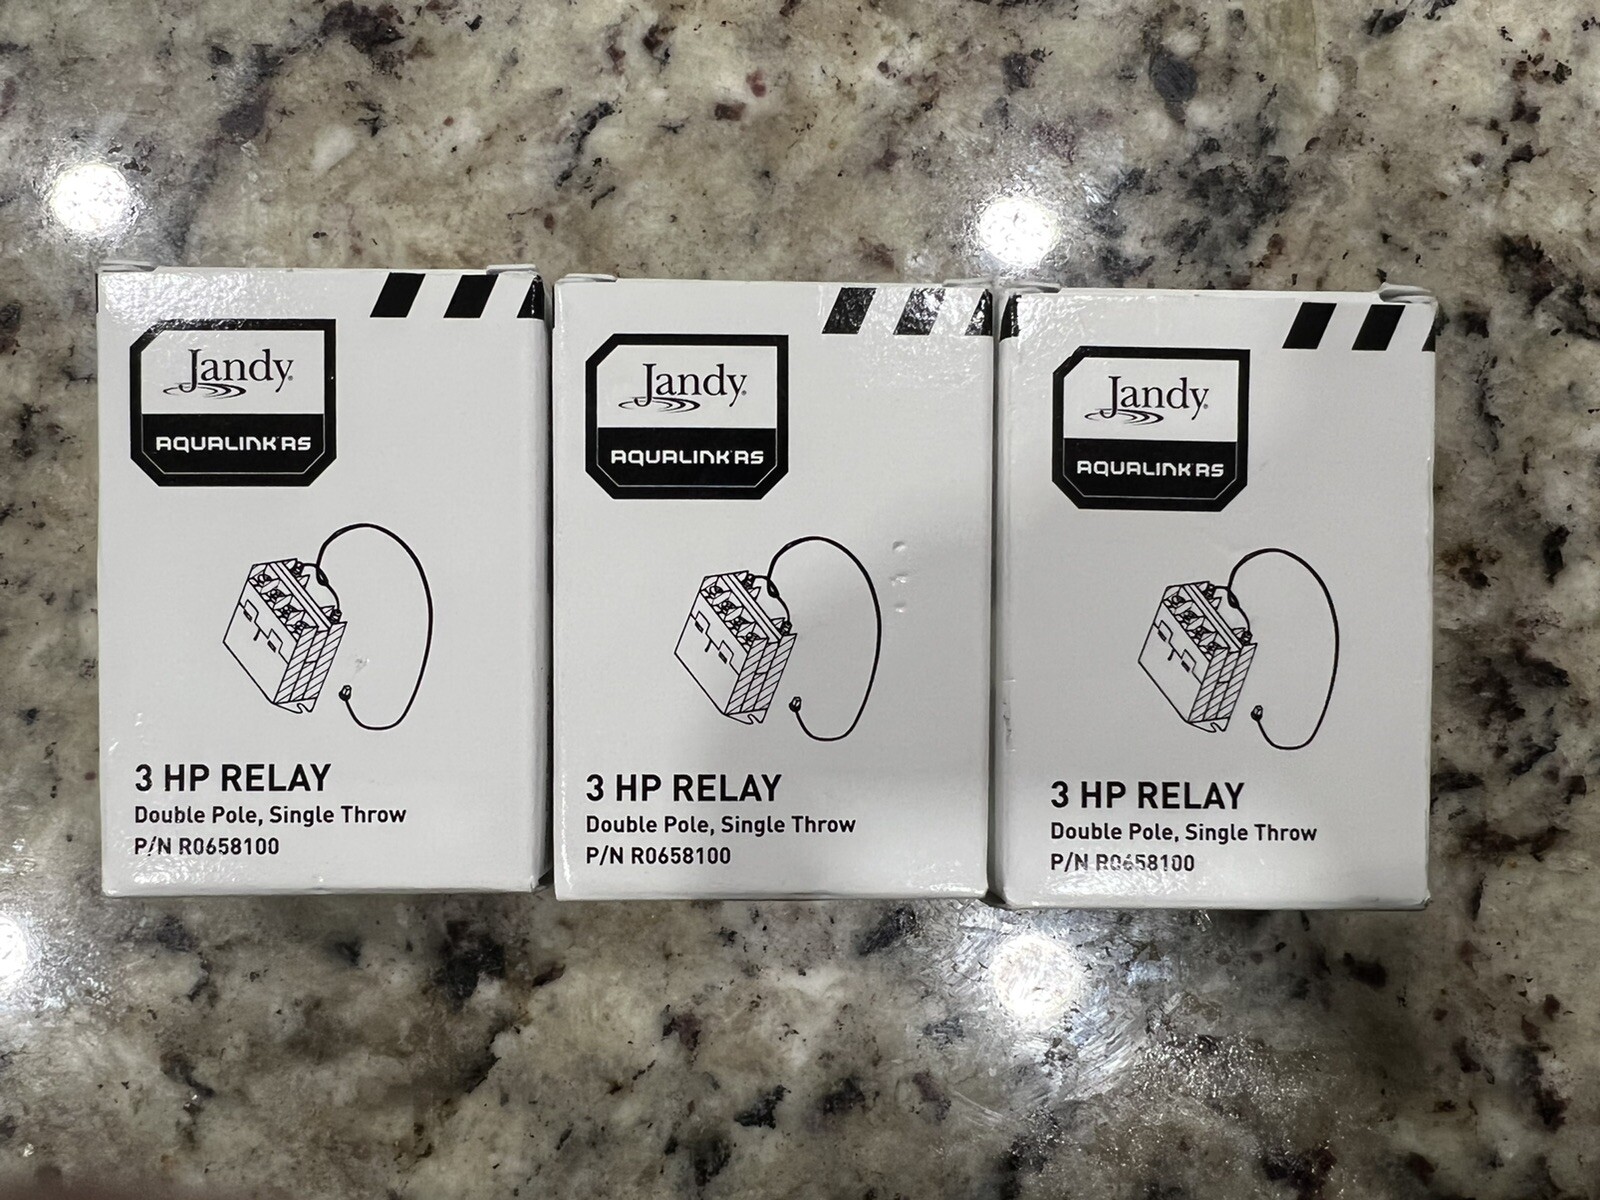 Jandy
AQUALINK RS
3 HP RELAY
Double Pole, Single Throw
P/N R0658100
Jandy
AQUALINK RS
3 HP RELAY
Double Pole, Single Throw
P/N R0658100
Jandy
AQUALINK RS
3 HP RELAY
Double Pole, Single Throw
P/N R0658100